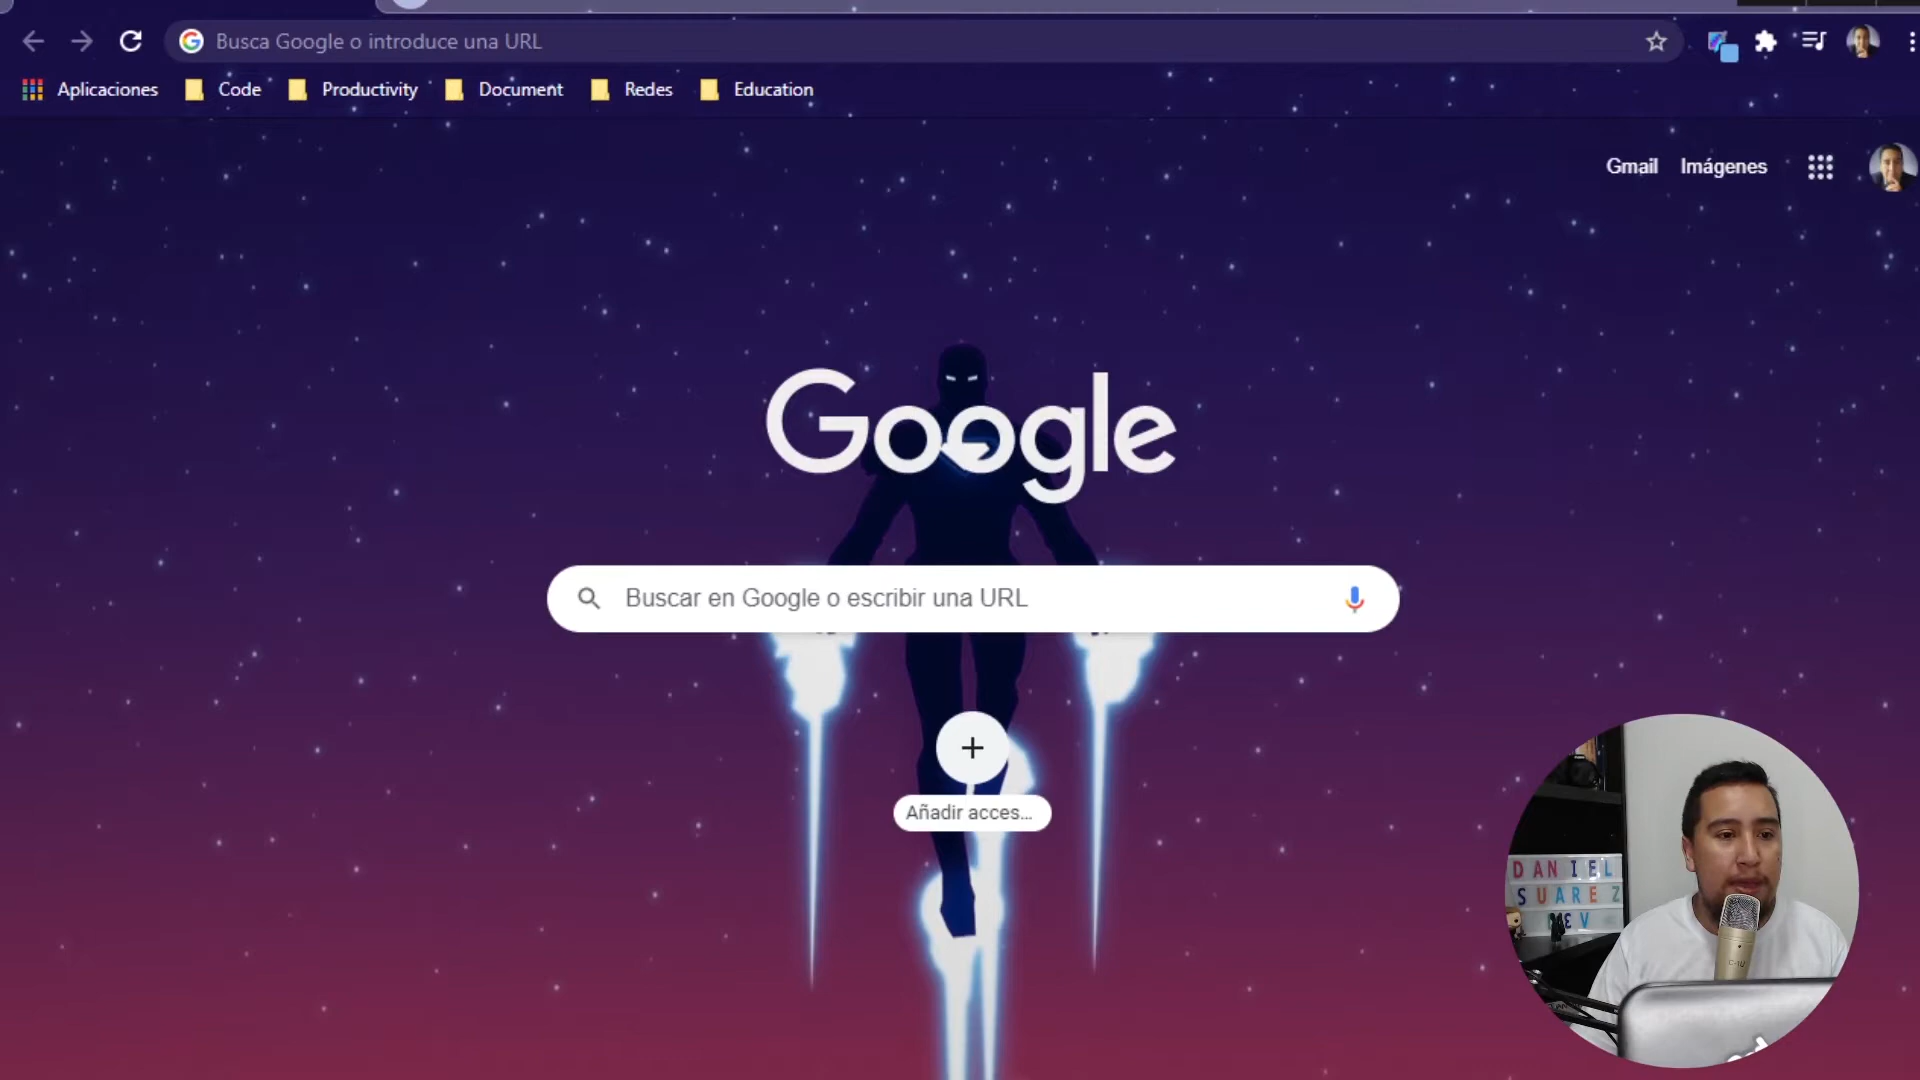 Busca Google o introduce una URL
Aplicaciones Code Productivity Document Redes Education
Gmail Imágenes
Google
Buscar en Google o escribir una URL
Añadir acces...
DANIEL
SUAREZ
C-1U